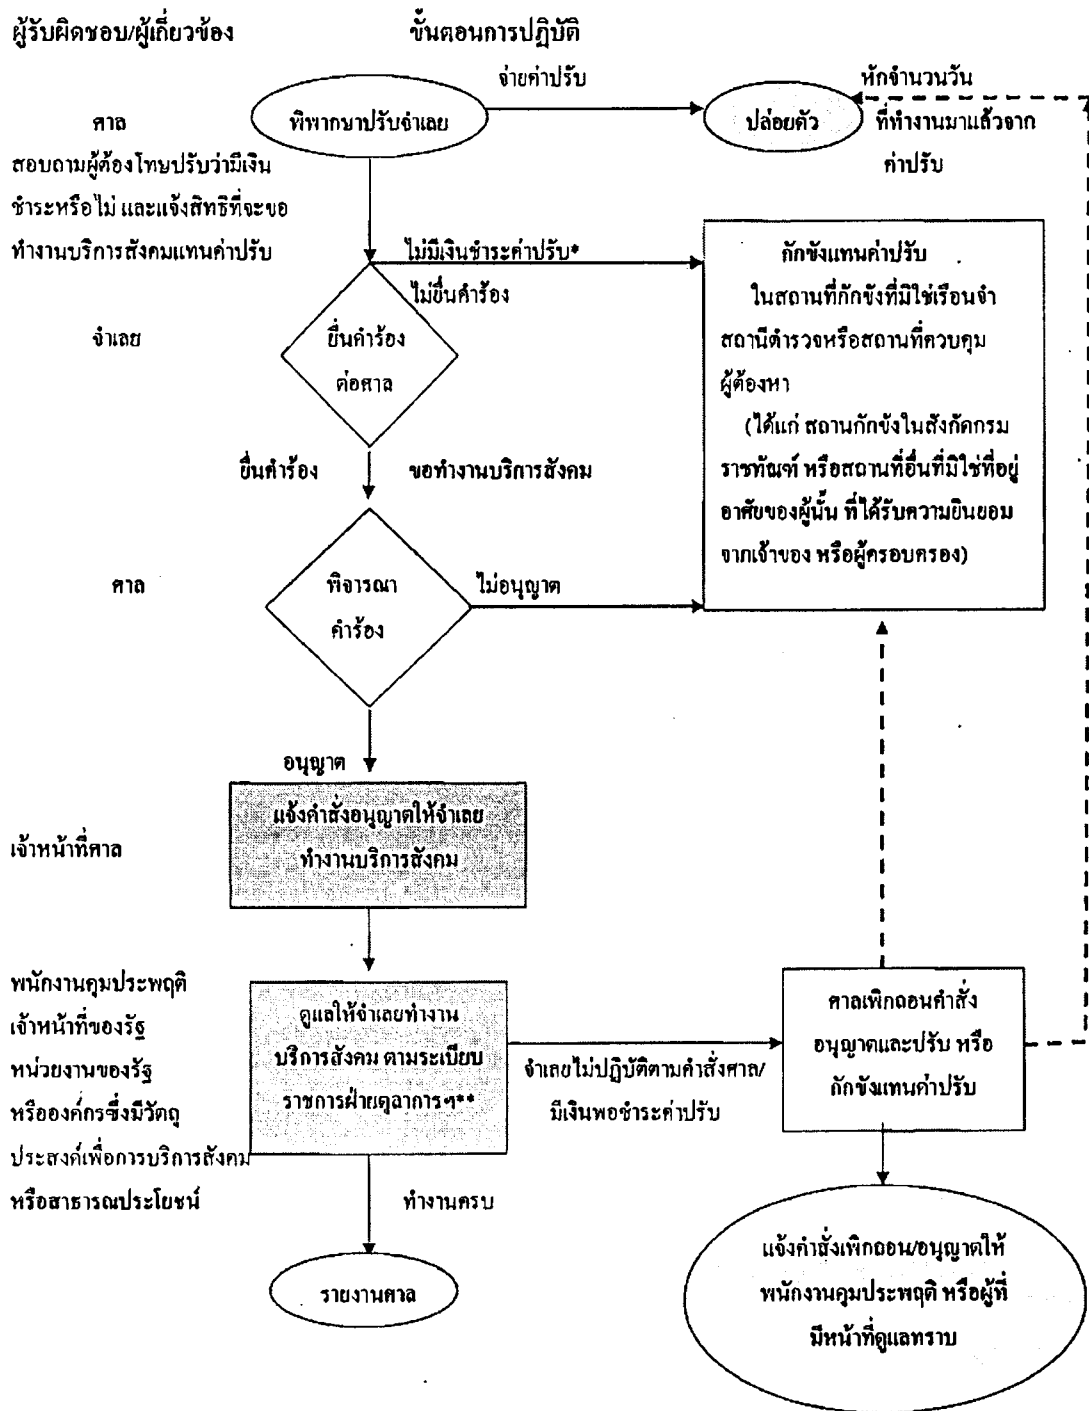 ผู้รับผิดชอบ/ผู้เกี่ยวข้อง
ขั้นตอนการปฏิบัติ
จ่ายค่าปรับ
หักจำนวนวัน
ศาล
พิพากษาปรับจำเลย
ปล่อยตัว
ที่ทำงานมาแล้วจาก
ค่าปรับ
สอบถามผู้ต้องโทษปรับว่ามีเงิน
ชำระหรือไม่ และแจ้งสิทธิที่จะขอ
ทำงานบริการสังคมแทนค่าปรับ
ไม่มีเงินชำระค่าปรับ*
ไม่ยื่นคำร้อง
กักขังแทนค่าปรับ
ในสถานที่กักขังที่มิใช่เรือนจำ
สถานีตำรวจหรือสถานที่ควบคุม
ผู้ต้องหา
(ได้แก่ สถานกักขังในสังกัดกรม
ราชทัณฑ์ หรือสถานที่อื่นที่มิใช่ที่อยู่
อาศัยของผู้นั้น ที่ได้รับความยินยอม
จากเจ้าของ หรือผู้ครอบครอง)
จำเลย
ยื่นคำร้อง
ต่อศาล
ยื่นคำร้อง
ขอทำงานบริการสังคม
ศาล
พิจารณา
คำร้อง
ไม่อนุญาต
อนุญาต
เจ้าหน้าที่ศาล
แจ้งคำสั่งอนุญาตให้จำเลย
ทำงานบริการสังคม
พนักงานคุมประพฤติ
เจ้าหน้าที่ของรัฐ
หน่วยงานของรัฐ
หรือองค์กรซึ่งมีวัตถุ
ประสงค์เพื่อการบริการสังคม
หรือสาธารณประโยชน์
ดูแลให้จำเลยทำงาน
บริการสังคม ตามระเบียบ
ราชการฝ่ายตุลาการฯ**
จำเลยไม่ปฏิบัติตามคำสั่งศาล/
มีเงินพอชำระค่าปรับ
ศาลเพิกถอนคำสั่ง
อนุญาตและปรับ หรือ
กักขังแทนค่าปรับ
ทำงานครบ
รายงานศาล
แจ้งคำสั่งเพิกถอน/อนุญาตให้
พนักงานคุมประพฤติ หรือผู้ที่
มีหน้าที่ดูแลทราบ